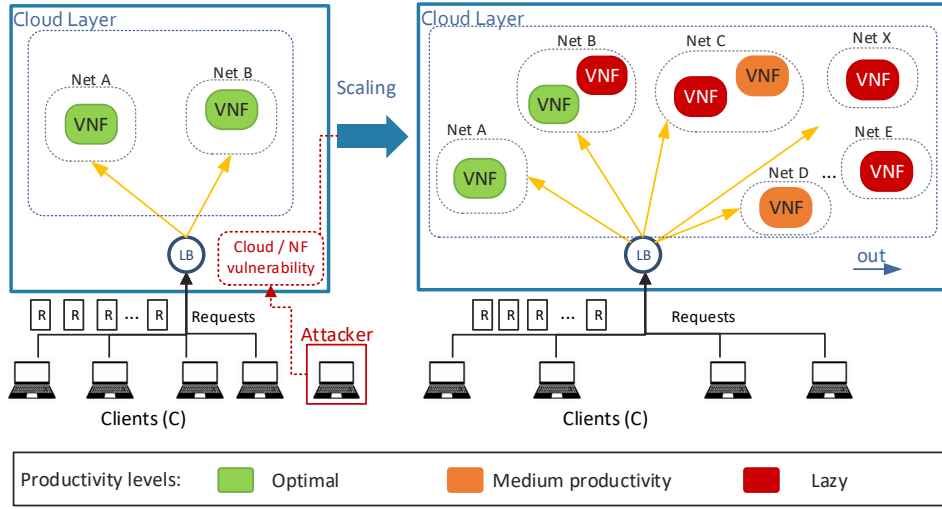 Cloud Layer
Net A
Net B
VNF
VNF
LB
Cloud / NF
vulnerability
R
R
R
...
R
Requests
Attacker
Clients (C)
Scaling
Cloud Layer
Net B
Net C
Net X
VNF
VNF
VNF
VNF
VNF
Net A
VNF
Net D
...
Net E
VNF
VNF
LB
out
R
R
R
...
R
Requests
Clients (C)
Productivity levels:
Optimal
Medium productivity
Lazy